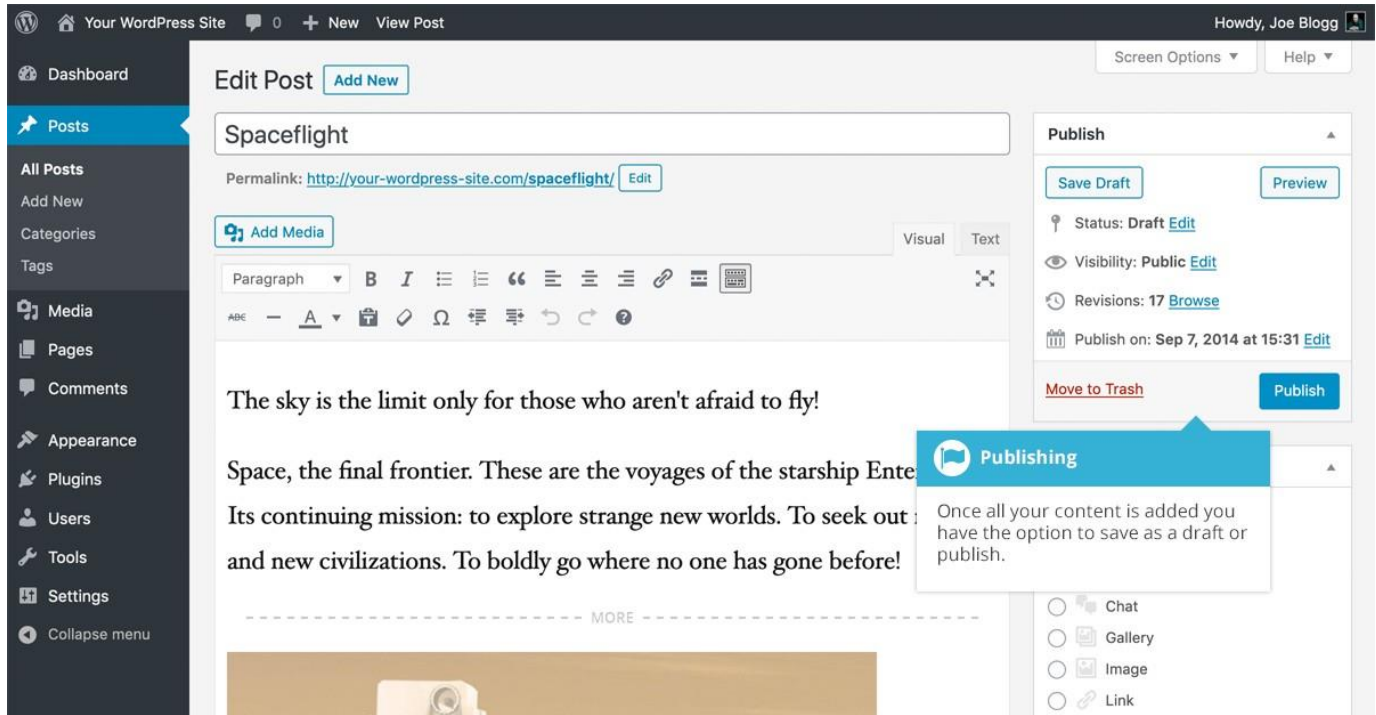 Your WordPress Site 0 + New View Post Howdy, Joe Blogg
Screen Options ▼ Help ▼
Dashboard
Posts
All Posts
Add New
Categories
Tags
Media
Pages
Comments
Appearance
Plugins
Users
Tools
Settings
Collapse menu
Edit Post Add New
Spaceflight
Permalink: http://your-wordpress-site.com/spaceflight/ Edit
Add Media
Visual Text
Paragraph ▼ B I
ABC — A ▼ Ω
The sky is the limit only for those who aren't afraid to fly!
Space, the final frontier. These are the voyages of the starship
Its continuing mission: to explore strange new worlds. To seek out
and new civilizations. To boldly go where no one has gone before!
MORE
Publish
Save Draft Preview
Status: Draft Edit
Visibility: Public Edit
Revisions: 17 Browse
Publish on: Sep 7, 2014 at 15:31 Edit
Move to Trash Publish
Publishing
Once all your content is added you
have the option to save as a draft or
publish.
Chat
Gallery
Image
Link